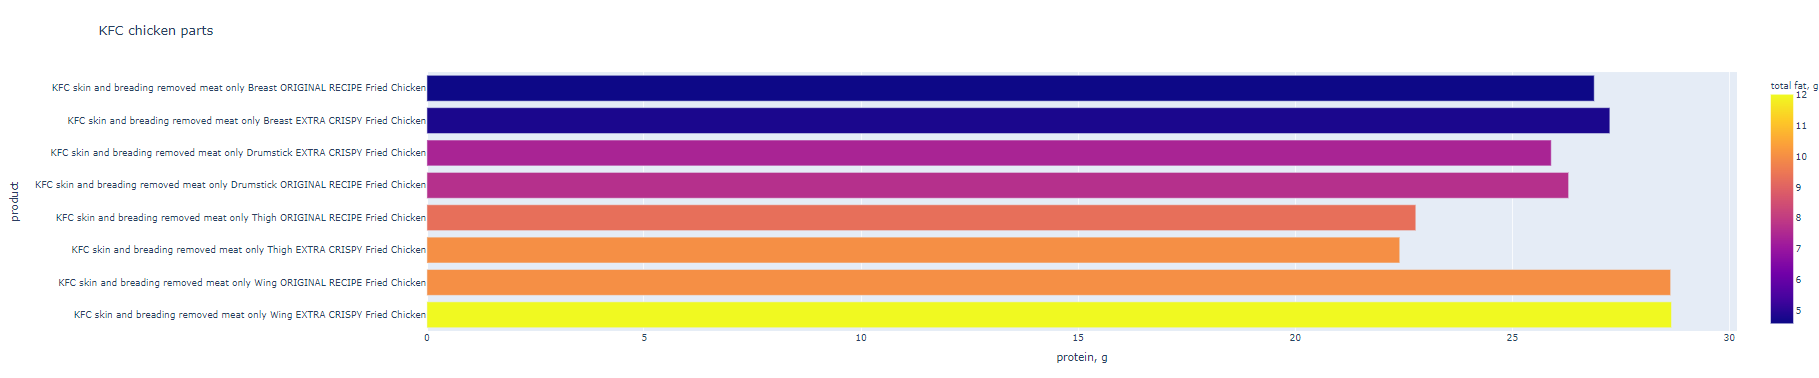 KFC chicken parts
KFC skin and breading removed meat only Breast ORIGINAL RECIPE Fried Chicken
KFC skin and breading removed meat only Breast EXTRA CRISPY Fried Chicken
KFC skin and breading removed meat only Drumstick EXTRA CRISPY Fried Chicken
KFC skin and breading removed meat only Drumstick ORIGINAL RECIPE Fried Chicken
KFC skin and breading removed meat only Thigh ORIGINAL RECIPE Fried Chicken
KFC skin and breading removed meat only Thigh EXTRA CRISPY Fried Chicken
KFC skin and breading removed meat only Wing ORIGINAL RECIPE Fried Chicken
KFC skin and breading removed meat only Wing EXTRA CRISPY Fried Chicken
product
0 5 10 15 20 25 30
protein, g
total fat, g
12
11
10
9
8
7
6
5